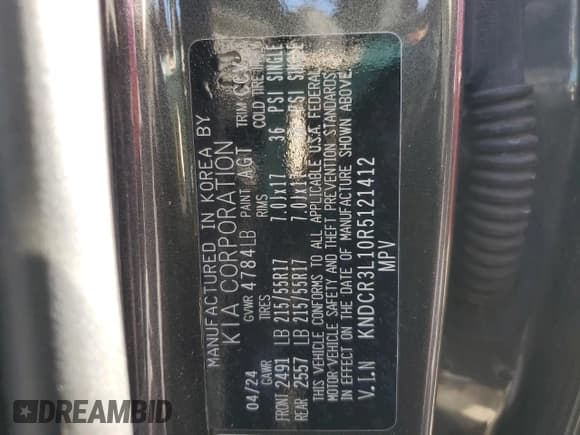 MANUFACTURED IN KOREA BY
KIA CORPORATION
04/24 GVWR 4784LB PAINT AGT TRIM CCV
GAWR TIRES RIMS COLD TIRE
FRONT 2491 LB 215/55R17 7.0JX17 36 PSI SINGLE
REAR 2557 LB 215/55R17 7.0JX17 PSI SINGLE
THIS VEHICLE CONFORMS TO ALL APPLICABLE U.S.A. FEDERAL
MOTOR VEHICLE SAFETY AND THEFT PREVENTION STANDARDS
IN EFFECT ON THE DATE OF MANUFACTURE SHOWN ABOVE.
V.I.N KNDCR3L10R5121412
MPV
DREAMBID